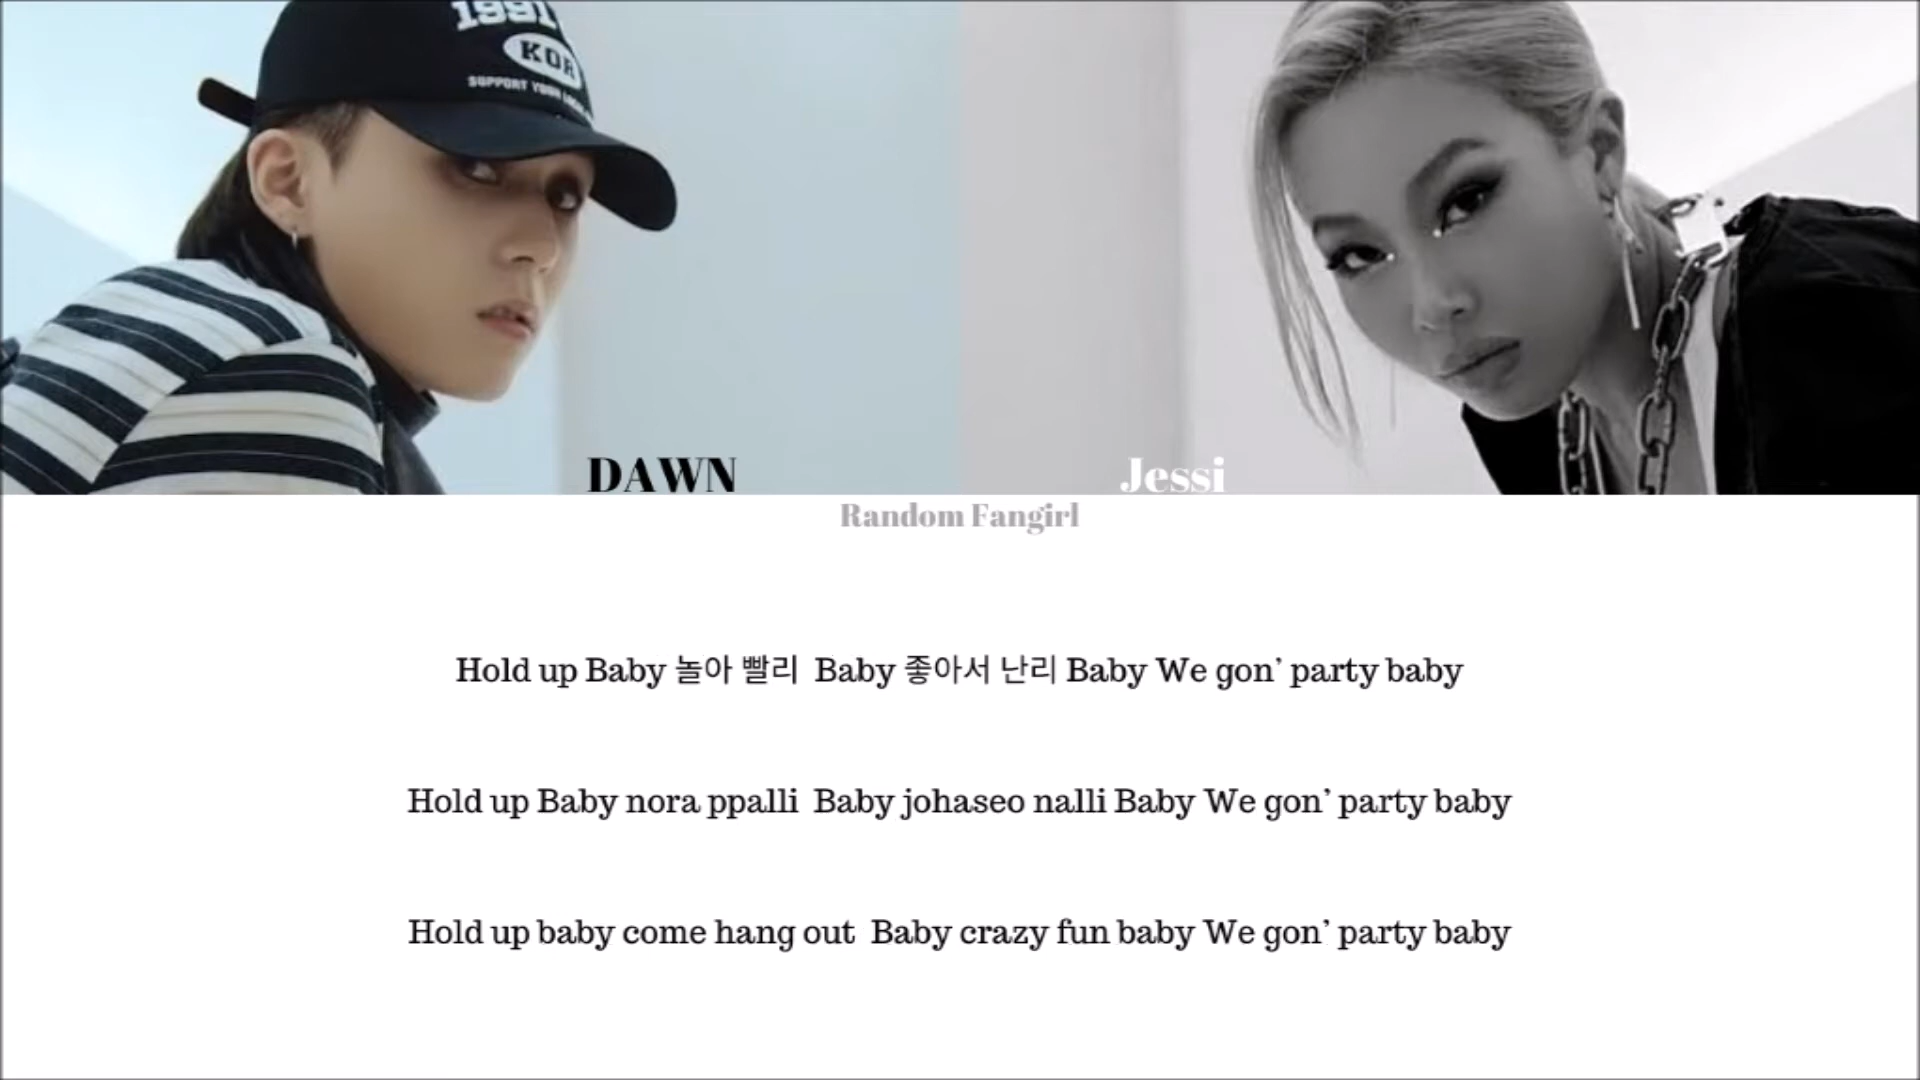 1991
KOR
SUPPORT YOUR
DAWN
Jessi
Random Fangirl
Hold up Baby 놀아 빨리  Baby 좋아서 난리 Baby We gon’ party baby
Hold up Baby nora ppalli  Baby johaseo nalli Baby We gon’ party baby
Hold up baby come hang out  Baby crazy fun baby We gon’ party baby